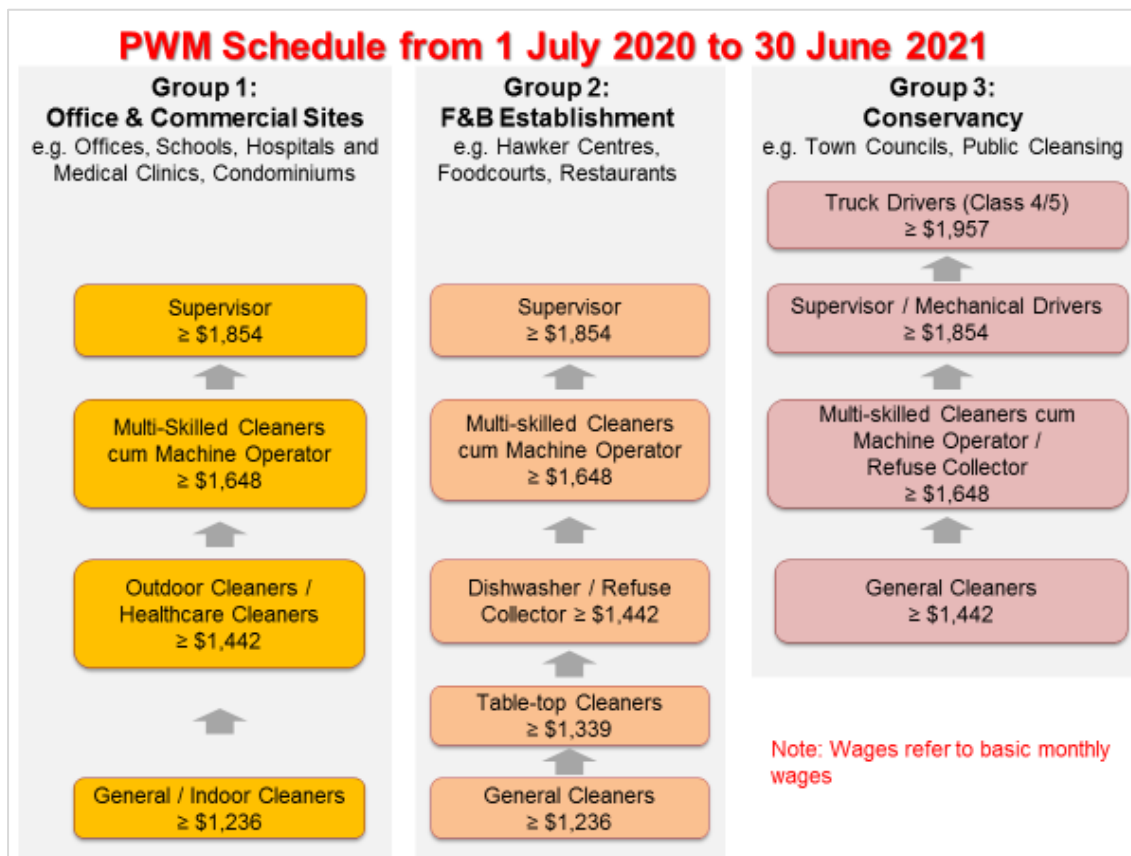 PWM Schedule from 1 July 2020 to 30 June 2021
Group 1:
Office & Commercial Sites
e.g. Offices, Schools, Hospitals and
Medical Clinics, Condominiums
Supervisor
≥ $1,854
Multi-Skilled Cleaners
cum Machine Operator
≥ $1,648
Outdoor Cleaners /
Healthcare Cleaners
≥ $1,442
General / Indoor Cleaners
≥ $1,236
Group 2:
F&B Establishment
e.g. Hawker Centres,
Foodcourts, Restaurants
Supervisor
≥ $1,854
Multi-skilled Cleaners
cum Machine Operator
≥ $1,648
Dishwasher / Refuse
Collector ≥ $1,442
Table-top Cleaners
≥ $1,339
General Cleaners
≥ $1,236
Group 3:
Conservancy
e.g. Town Councils, Public Cleansing
Truck Drivers (Class 4/5)
≥ $1,957
Supervisor / Mechanical Drivers
≥ $1,854
Multi-skilled Cleaners cum
Machine Operator /
Refuse Collector
≥ $1,648
General Cleaners
≥ $1,442
Note: Wages refer to basic monthly
wages